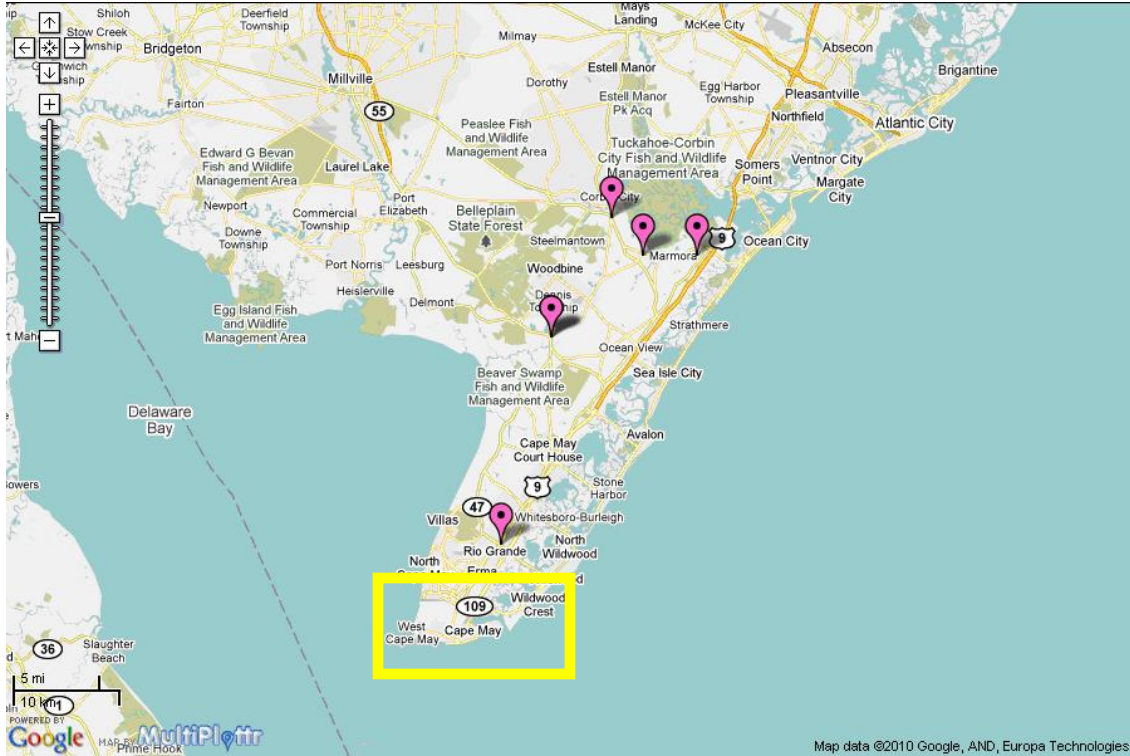 Shiloh
Deerfield
Township
Mays
Landing
McKee City
Stow Creek
Township
Bridgeton
Milmay
Absecon
Township
Millville
Estell Manor
Brigantine
Dorothy
Egg Harbor
Township
Pleasantville
Fairton
55
Estell Manor
Pk Acq
Northfield
Atlantic City
Peaslee Fish
and Wildlife
Management Area
Tuckahoe-Corbin
City Fish and Wildlife
Management Area
Edward G Bevan
Fish and Wildlife
Management Area
Laurel Lake
Somers
Point
Ventnor City
Margate
City
Port
Elizabeth
Newport
Commercial
Township
Belleplain
State Forest
Downe
Township
Steelmantown
Marmora
9
Ocean City
Port Norris
Leesburg
Woodbine
Heislerville
Delmont
Dennis
Egg Island Fish
and Wildlife
Management Area
Strathmere
Ocean View
Beaver Swamp
Fish and Wildlife
Management Area
Sea Isle City
Delaware
Bay
Avalon
Cape May
Court House
9
Stone
Harbor
47
Villas
Whitesboro-Burleigh
Rio Grande
North
Wildwood
North
Erma
109
Wildwood
Crest
West
Cape May
Cape May
36
Slaughter
Beach
5 mi
10 km
1
POWERED BY
Google
MAP BY
MultiPlottr
Prime Hook
Map data ©2010 Google, AND, Europa Technologies